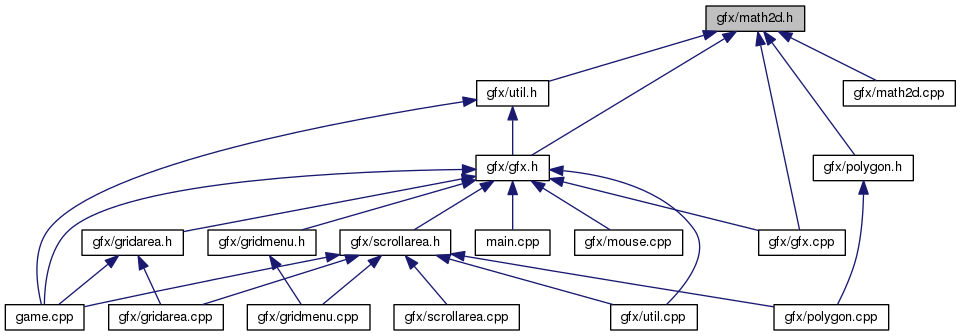 gfx/math2d.h
gfx/util.h
gfx/math2d.cpp
gfx/gfx.h
gfx/polygon.h
gfx/gridarea.h
gfx/gridmenu.h
gfx/scrollarea.h
main.cpp
gfx/mouse.cpp
gfx/gfx.cpp
game.cpp
gfx/gridarea.cpp
gfx/gridmenu.cpp
gfx/scrollarea.cpp
gfx/util.cpp
gfx/polygon.cpp